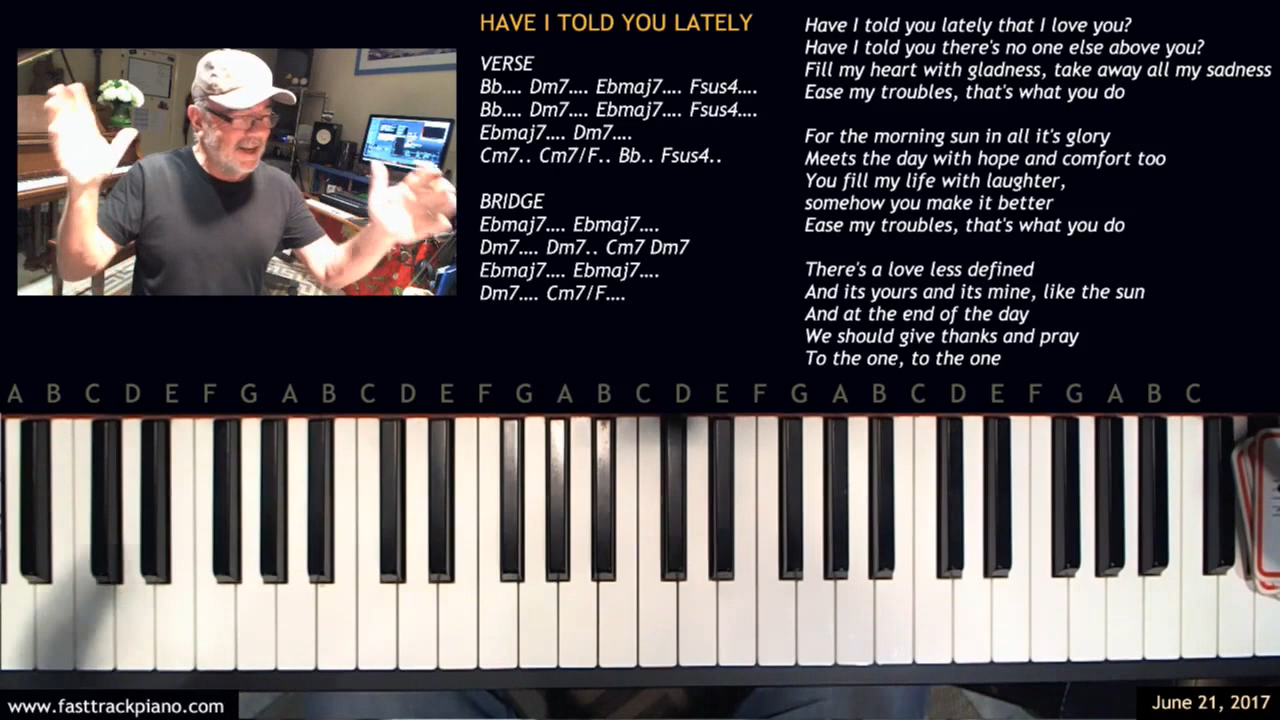 HAVE I TOLD YOU LATELY
VERSE
Bb.... Dm7.... Ebmaj7.... Fsus4....
Bb.... Dm7.... Ebmaj7.... Fsus4....
Ebmaj7.... Dm7....
Cm7.. Cm7/F.. Bb.. Fsus4..
BRIDGE
Ebmaj7.... Ebmaj7....
Dm7.... Dm7.. Cm7 Dm7
Ebmaj7.... Ebmaj7....
Dm7.... Cm7/F....
Have I told you lately that I love you?
Have I told you there's no one else above you?
Fill my heart with gladness, take away all my sadness
Ease my troubles, that's what you do
For the morning sun in all it's glory
Meets the day with hope and comfort too
You fill my life with laughter,
somehow you make it better
Ease my troubles, that's what you do
There's a love less defined
And its yours and its mine, like the sun
And at the end of the day
We should give thanks and pray
To the one, to the one
A B C D E F G A B C D E F G A B C D E F G A B C D E F G A B C
www.fasttrackpiano.com
June 21, 2017